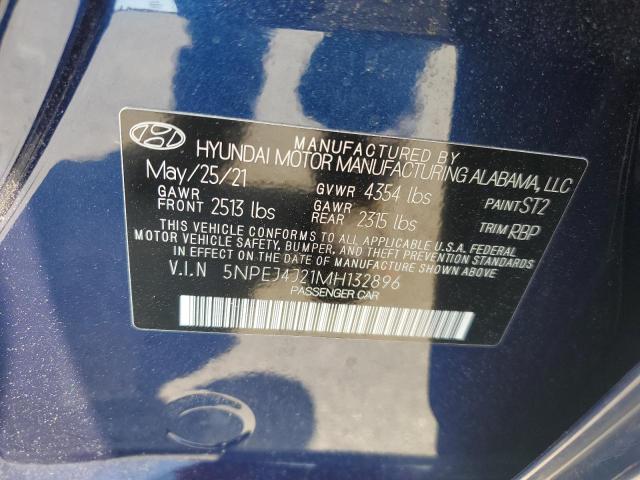 MANUFACTURED BY
HYUNDAI MOTOR MANUFACTURING ALABAMA, LLC
May/25/21 GVWR 4354 lbs PAINT ST2
GAWR FRONT 2513 lbs GAWR REAR 2315 lbs TRIM RBP
THIS VEHICLE CONFORMS TO ALL APPLICABLE U.S.A. FEDERAL
MOTOR VEHICLE SAFETY, BUMPER, AND THEFT PREVENTION STANDARDS
IN EFFECT ON THE DATE OF MANUFACTURE SHOWN ABOVE.
V.I.N 5NPEJ4J21MH132896
PASSENGER CAR